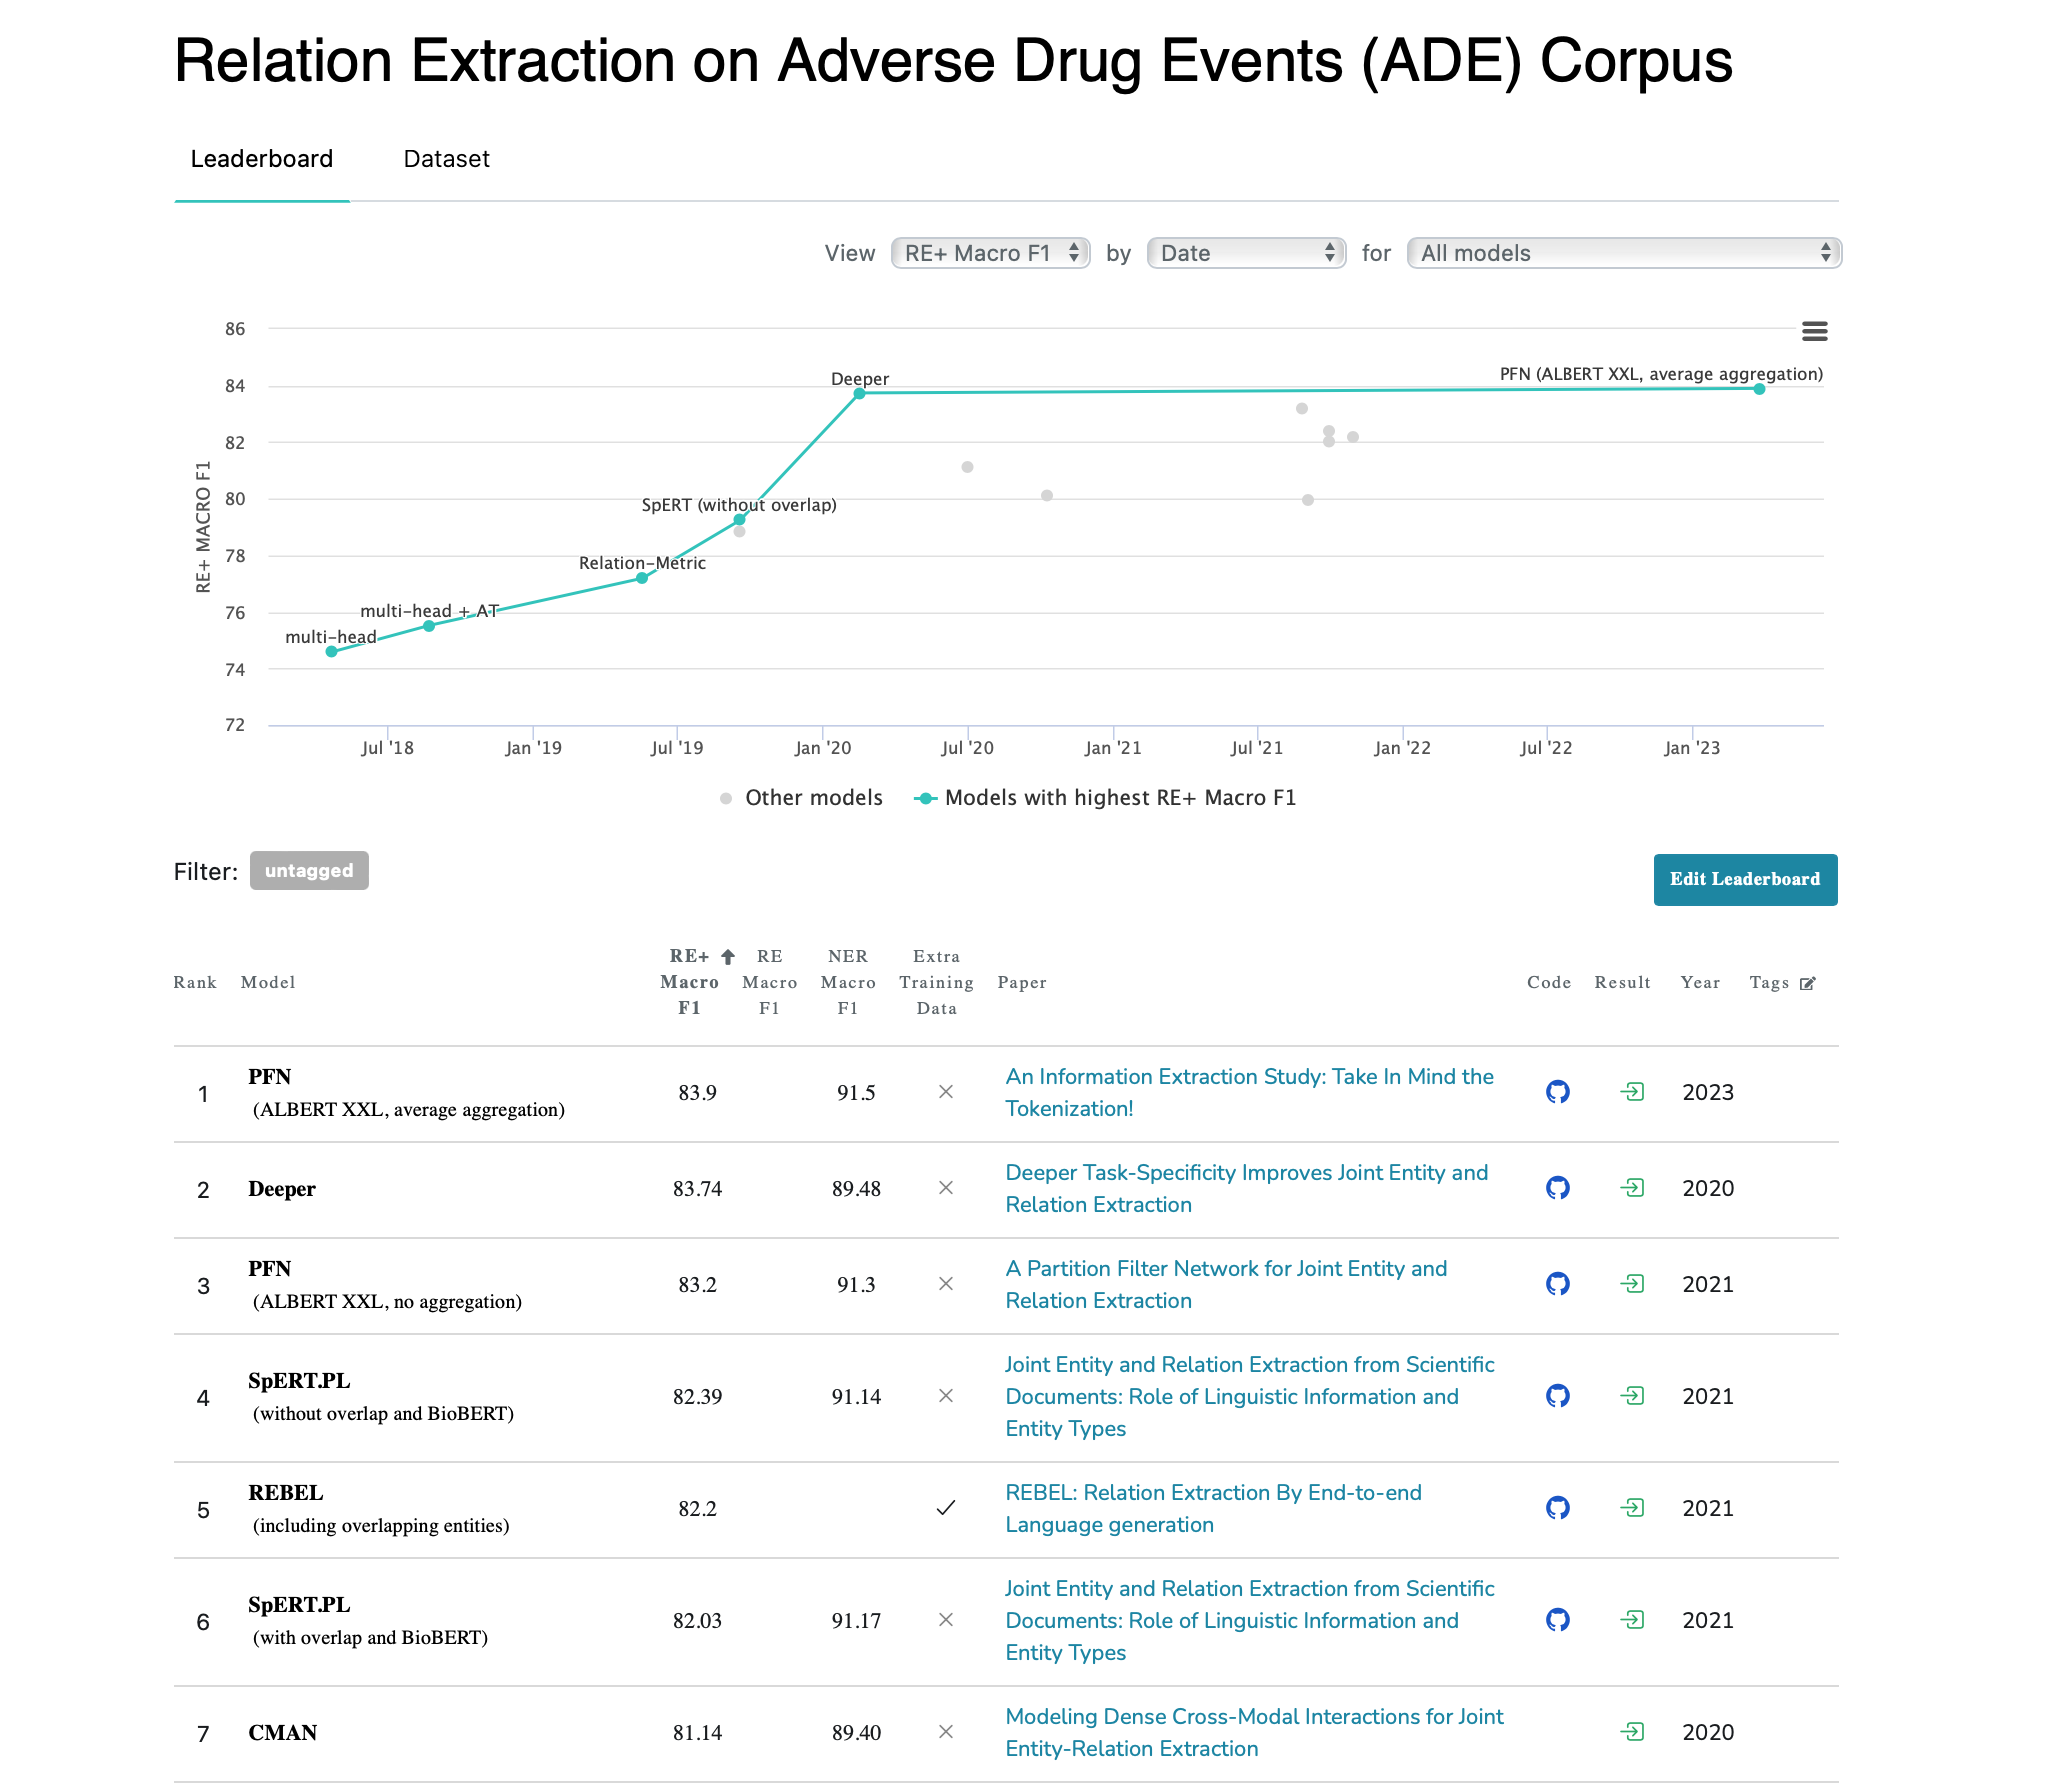 Relation Extraction on Adverse Drug Events (ADE) Corpus
Leaderboard Dataset
View RE+ Macro F1 by Date for All models
86
84
82
80
78
76
74
72
RE+ MACRO F1
multi-head
multi-head + AT
Relation-Metric
SpERT (without overlap)
Deeper
PFN (ALBERT XXL, average aggregation)
Jul '18 Jan '19 Jul '19 Jan '20 Jul '20 Jan '21 Jul '21 Jan '22 Jul '22 Jan '23
Other models Models with highest RE+ Macro F1
Filter: untagged
Edit Leaderboard
Rank Model RE+ Macro F1 RE Macro F1 NER Macro F1 Extra Training Data Paper Code Result Year Tags
1 PFN (ALBERT XXL, average aggregation) 83.9 91.5 An Information Extraction Study: Take In Mind the Tokenization! 2023
2 Deeper 83.74 89.48 Deeper Task-Specificity Improves Joint Entity and Relation Extraction 2020
3 PFN (ALBERT XXL, no aggregation) 83.2 91.3 A Partition Filter Network for Joint Entity and Relation Extraction 2021
4 SpERT.PL (without overlap and BioBERT) 82.39 91.14 Joint Entity and Relation Extraction from Scientific Documents: Role of Linguistic Information and Entity Types 2021
5 REBEL (including overlapping entities) 82.2 REBEL: Relation Extraction By End-to-end Language generation 2021
6 SpERT.PL (with overlap and BioBERT) 82.03 91.17 Joint Entity and Relation Extraction from Scientific Documents: Role of Linguistic Information and Entity Types 2021
7 CMAN 81.14 89.40 Modeling Dense Cross-Modal Interactions for Joint Entity-Relation Extraction 2020